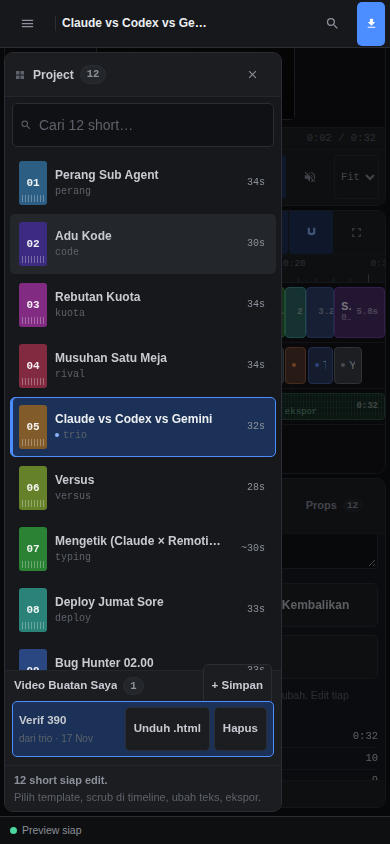 Claude vs Codex vs Ge…
Project 12
Cari 12 short…
01 Perang Sub Agent 34s
perang
02 Adu Kode 30s
code
03 Rebutan Kuota 34s
kuota
04 Musuhan Satu Meja 34s
rival
05 Claude vs Codex vs Gemini 32s
trio
06 Versus 28s
versus
07 Mengetik (Claude × Remoti… ~30s
typing
08 Deploy Jumat Sore 33s
deploy
09 Bug Hunter 02.00 33s
Video Buatan Saya 1 + Simpan
Verif 390
dari trio · 17 Nov
Unduh .html
Hapus
12 short siap edit.
Pilih template, scrub di timeline, ubah teks, ekspor.
0:02 / 0:32
Fit
0:28
S. 5.8s
2 3.2
ekspor 0:32
Props 12
Kembalikan
ubah. Edit tiap
0:32
10
Preview siap